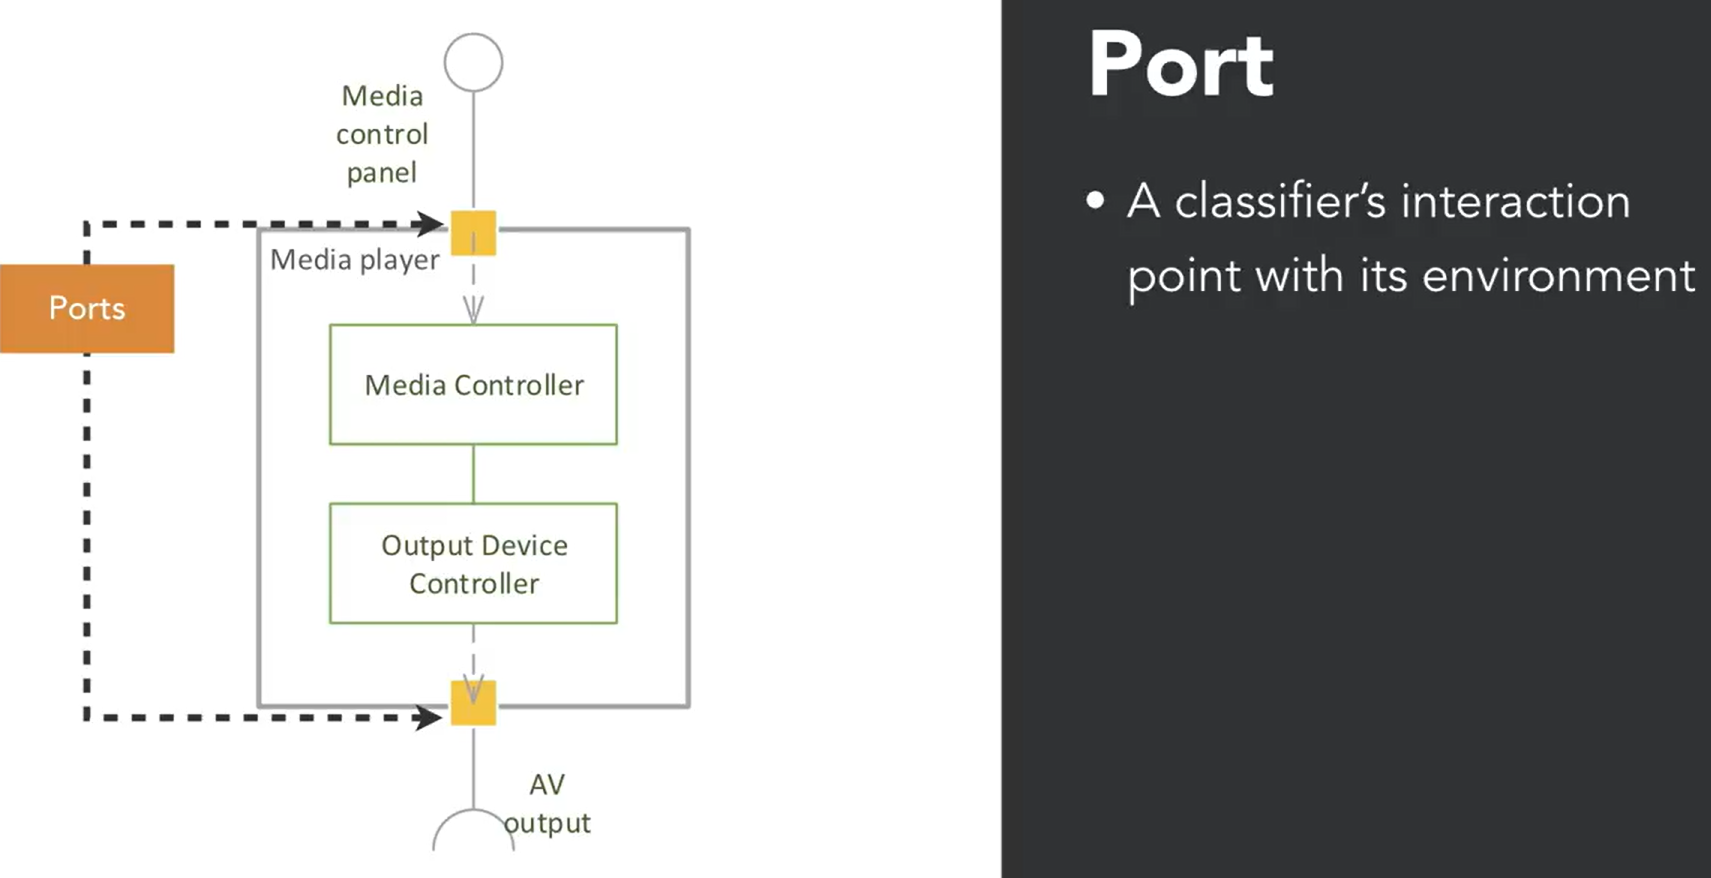 Media
control
panel
Media player
Ports
Media Controller
Output Device
Controller
AV
output
Port
• A classifier’s interaction
point with its environment